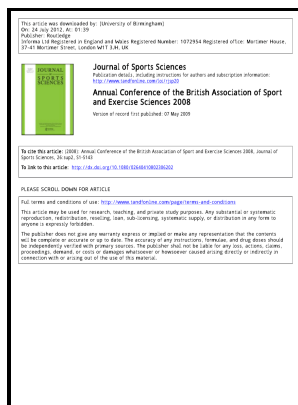 This article was downloaded by: [University of Birmingham]
On: 24 July 2012, At: 01:39
Publisher: Routledge
Informa Ltd Registered in England and Wales Registered Number: 1072954 Registered office: Mortimer House,
37-41 Mortimer Street, London W1T 3JH, UK
JOURNAL
SPORTS
SCIENCES
Journal of Sports Sciences
Publication details, including instructions for authors and subscription information:
http://www.tandfonline.com/loi/rjsp20
Annual Conference of the British Association of Sport
and Exercise Sciences 2008
Version of record first published: 07 May 2009
To cite this article: (2008): Annual Conference of the British Association of Sport and Exercise Sciences 2008, Journal of
Sports Sciences, 26:sup2, S1-S143
To link to this article: http://dx.doi.org/10.1080/02640410802306202
PLEASE SCROLL DOWN FOR ARTICLE
Full terms and conditions of use: http://www.tandfonline.com/page/terms-and-conditions
This article may be used for research, teaching, and private study purposes. Any substantial or systematic
reproduction, redistribution, reselling, loan, sub-licensing, systematic supply, or distribution in any form to
anyone is expressly forbidden.
The publisher does not give any warranty express or implied or make any representation that the contents
will be complete or accurate or up to date. The accuracy of any instructions, formulae, and drug doses should
be independently verified with primary sources. The publisher shall not be liable for any loss, actions, claims,
proceedings, demand, or costs or damages whatsoever or howsoever caused arising directly or indirectly in
connection with or arising out of the use of this material.